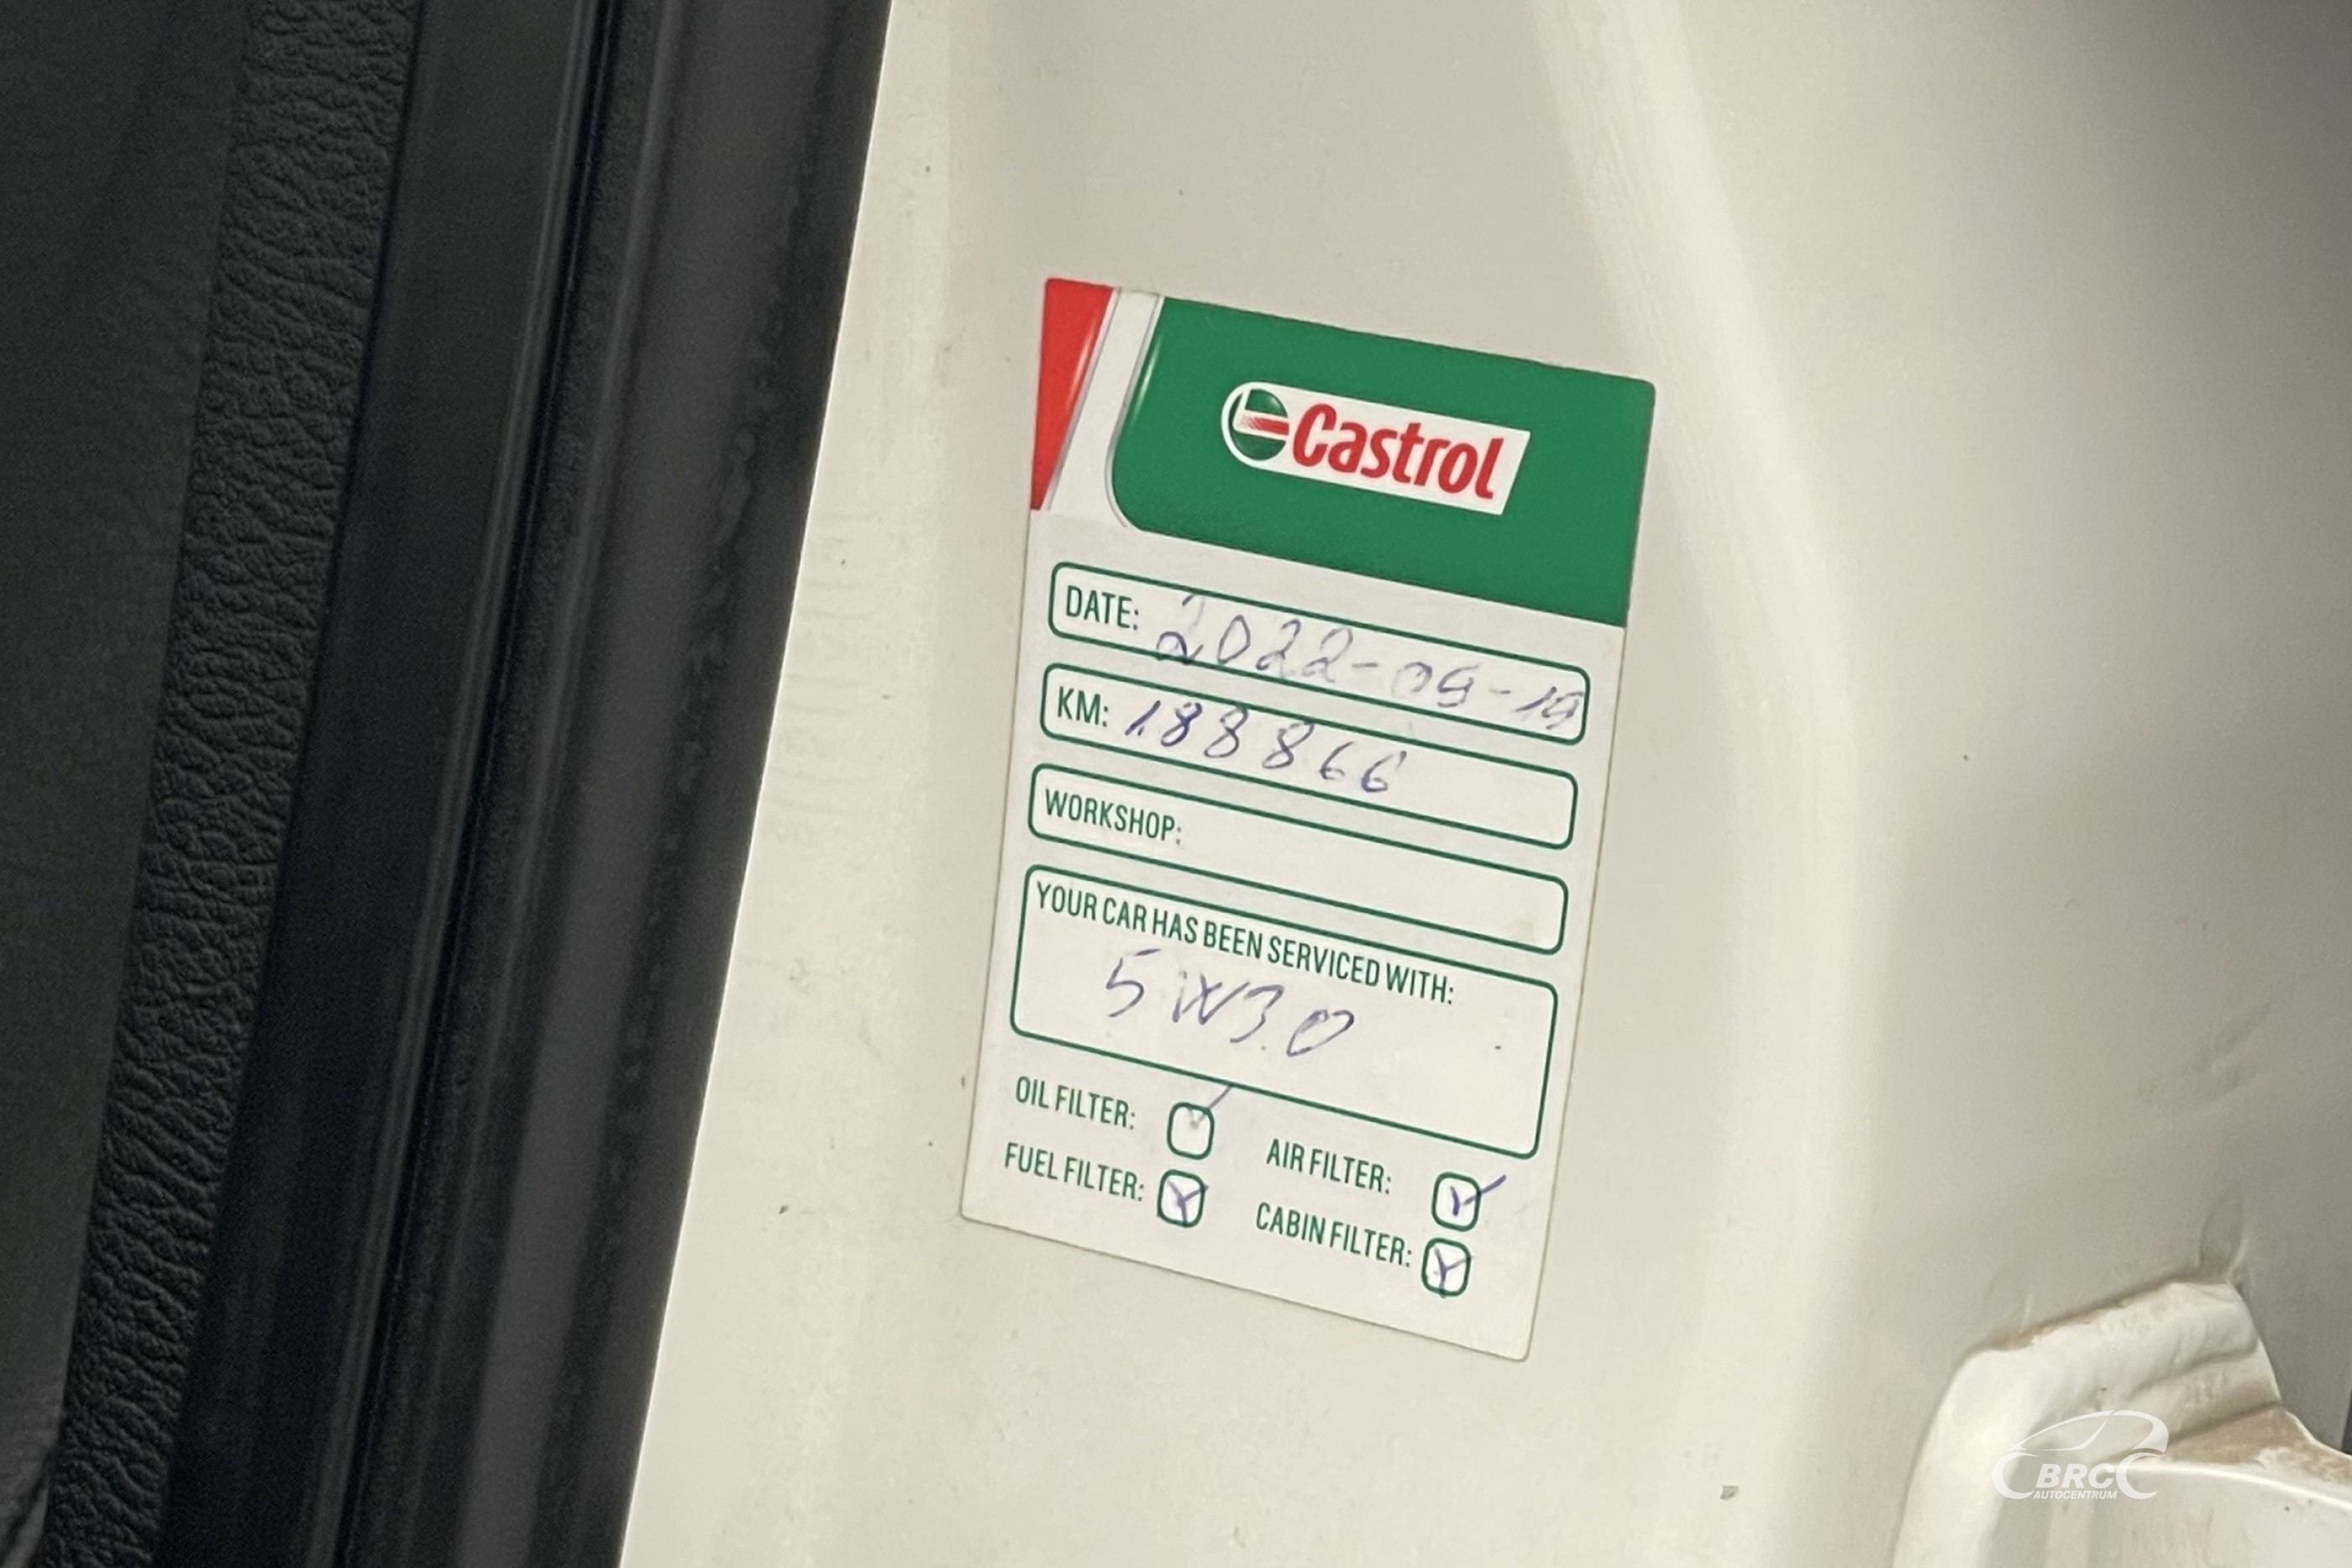 Castrol
DATE: 2022-09-19
KM: 188866
WORKSHOP:
YOUR CAR HAS BEEN SERVICED WITH:
5W30
OIL FILTER:
AIR FILTER:
FUEL FILTER:
CABIN FILTER:
BRC
AUTOCENTRUM